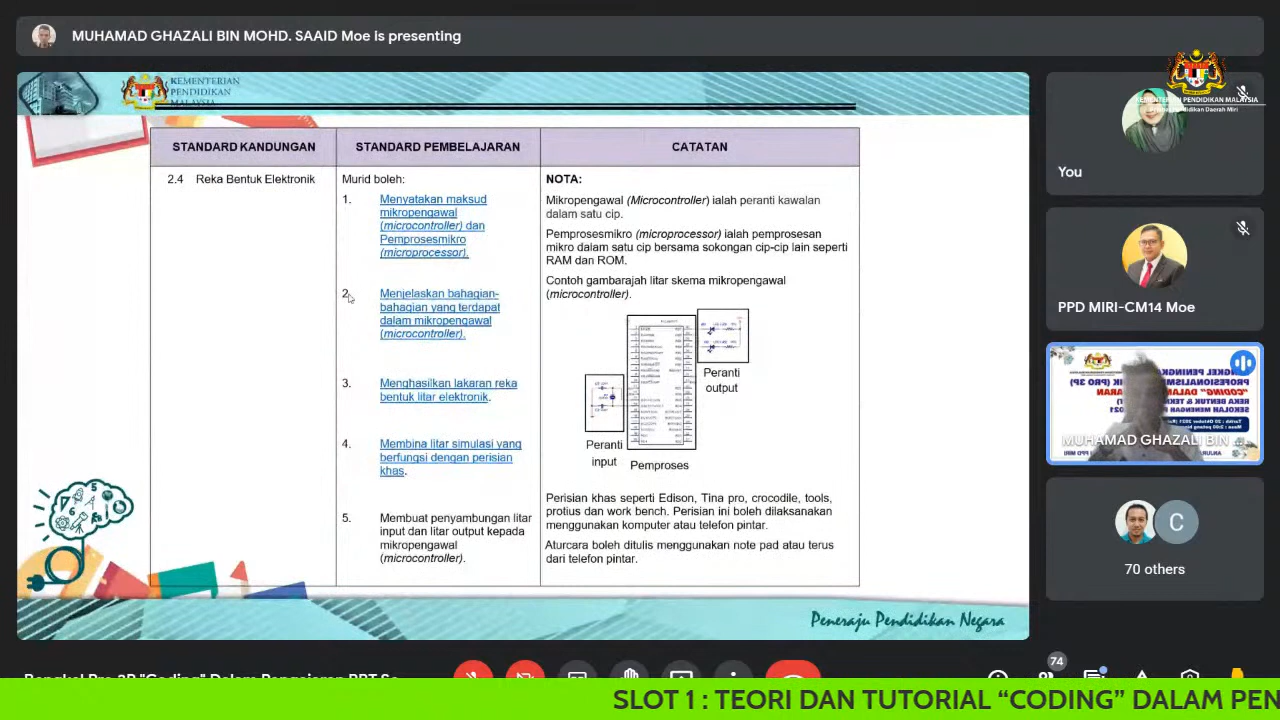 MUHAMAD GHAZALI BIN MOHD. SAAID Moe is presenting
KEMENTERIAN
PENDIDIKAN
MALAYSIA
STANDARD KANDUNGAN
STANDARD PEMBELAJARAN
CATATAN
2.4 Reka Bentuk Elektronik
Murid boleh:
1. Menyatakan maksud
mikropengawal
(microcontroller) dan
Pemprosesmikro
(microprocessor).
2. Menjelaskan bahagian-
bahagian yang terdapat
dalam mikropengawal
(microcontroller).
3. Menghasilkan lakaran reka
bentuk litar elektronik.
4. Membina litar simulasi yang
berfungsi dengan perisian
khas.
5. Membuat penyambungan litar
input dan litar output kepada
mikropengawal
(microcontroller).
NOTA:
Mikropengawal (Microcontroller) ialah peranti kawalan
dalam satu cip.
Pemprosesmikro (microprocessor) ialah pemprosesan
mikro dalam satu cip bersama sokongan cip-cip lain seperti
RAM dan ROM.
Contoh gambarajah litar skema mikropengawal
(microcontroller).
Peranti
output
Peranti
input
Pemproses
Perisian khas seperti Edison, Tina pro, crocodile, tools,
protius dan work bench. Perisian ini boleh dilaksanakan
menggunakan komputer atau telefon pintar.
Aturcara boleh ditulis menggunakan note pad atau terus
dari telefon pintar.
Peneraju Pendidikan Negara
KEMENTERIAN PENDIDIKAN MALAYSIA
Pendidikan Daerah Miri
You
PPD MIRI-CM14 Moe
MUHAMAD GHAZALI BIN ...
C
70 others
74
SLOT 1 : TEORI DAN TUTORIAL “CODING” DALAM PEN